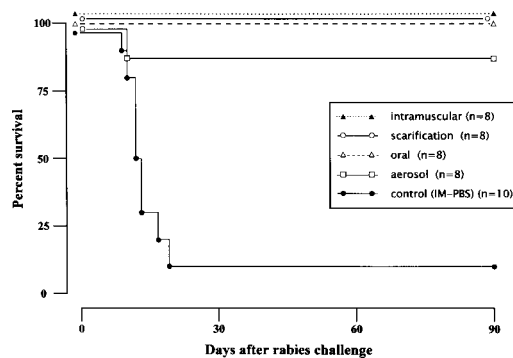 100
75
50
25
0
Percent survival
intramuscular (n=8)
scarification (n=8)
oral (n=8)
aerosol (n=8)
control (IM-PBS) (n=10)
0 30 60 90
Days after rabies challenge